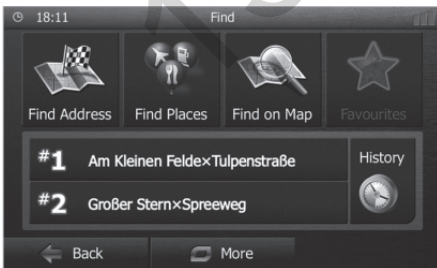 18:11 Find
Find Address Find Places Find on Map Favourites
#1 Am Kleinen Felde×Tulpenstraße History
#2 Großer Stern×Spreeweg
Back More